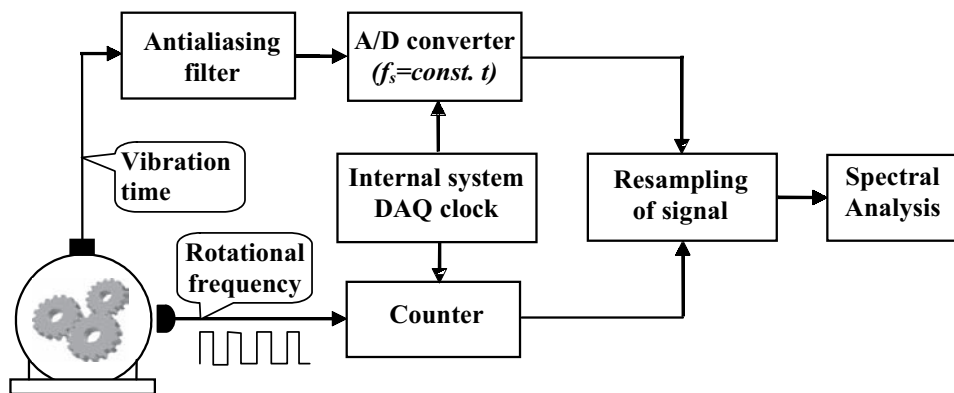 Antialiasing
filter
A/D converter
(fs=const. t)
Vibration
time
Internal system
DAQ clock
Resampling
of signal
Spectral
Analysis
Rotational
frequency
Counter